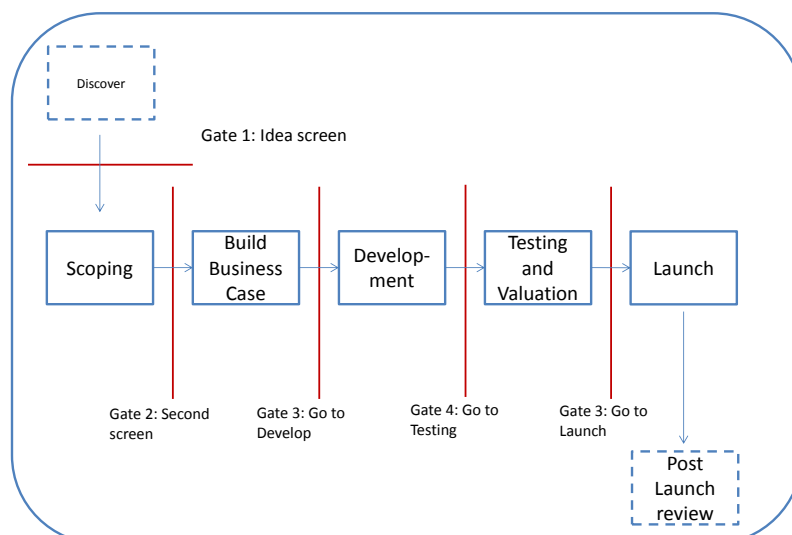 Discover
Gate 1: Idea screen
Scoping
Build
Business
Case
Develop-
ment
Testing
and
Valuation
Launch
Gate 2: Second
screen
Gate 3: Go to
Develop
Gate 4: Go to
Testing
Gate 3: Go to
Launch
Post
Launch
review